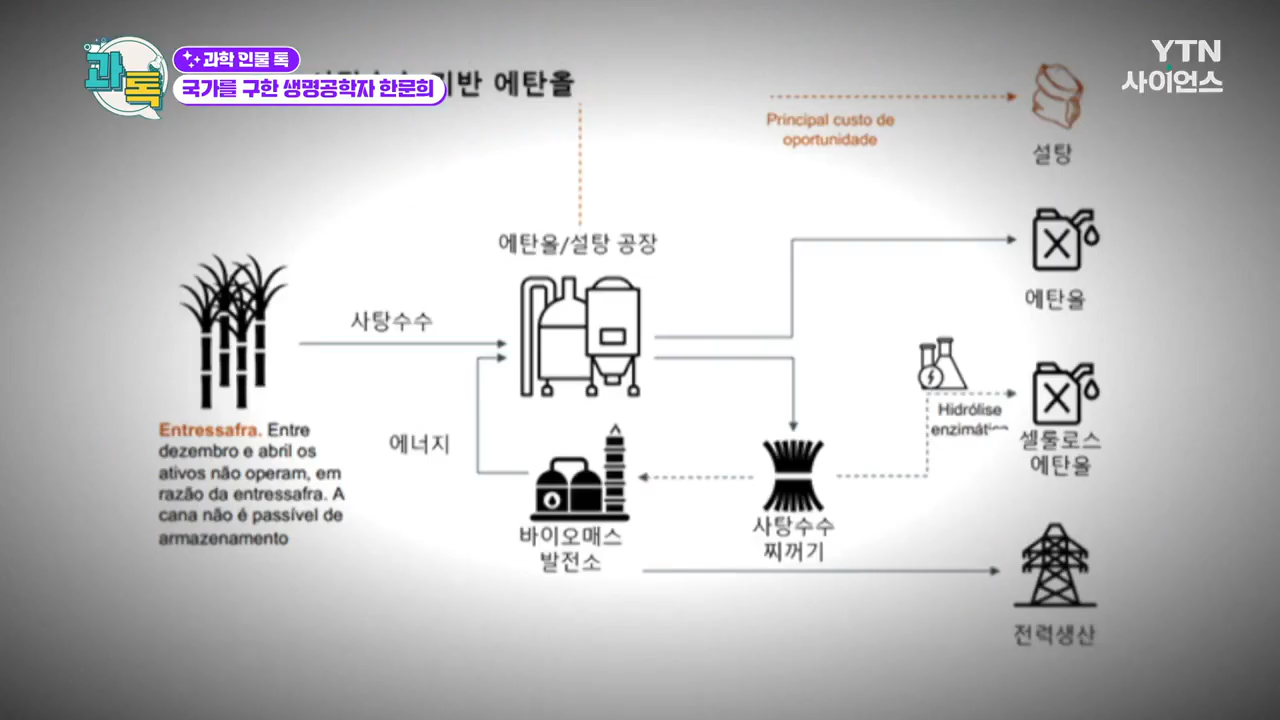 과톡
과학 인물 톡
국가를 구한 생명공학자 한문희
기반 에탄올
YTN
사이언스
Principal custo de
oportunidade
설탕
에탄올/설탕 공장
에탄올
사탕수수
Hidrólise
셀룰로스
에탄올
Entressafra. Entre
dezembro e abril os
ativos não operam, em
razão da entressafra. A
cana não é passível de
armazenamento
에너지
바이오매스
발전소
사탕수수
찌꺼기
전력생산